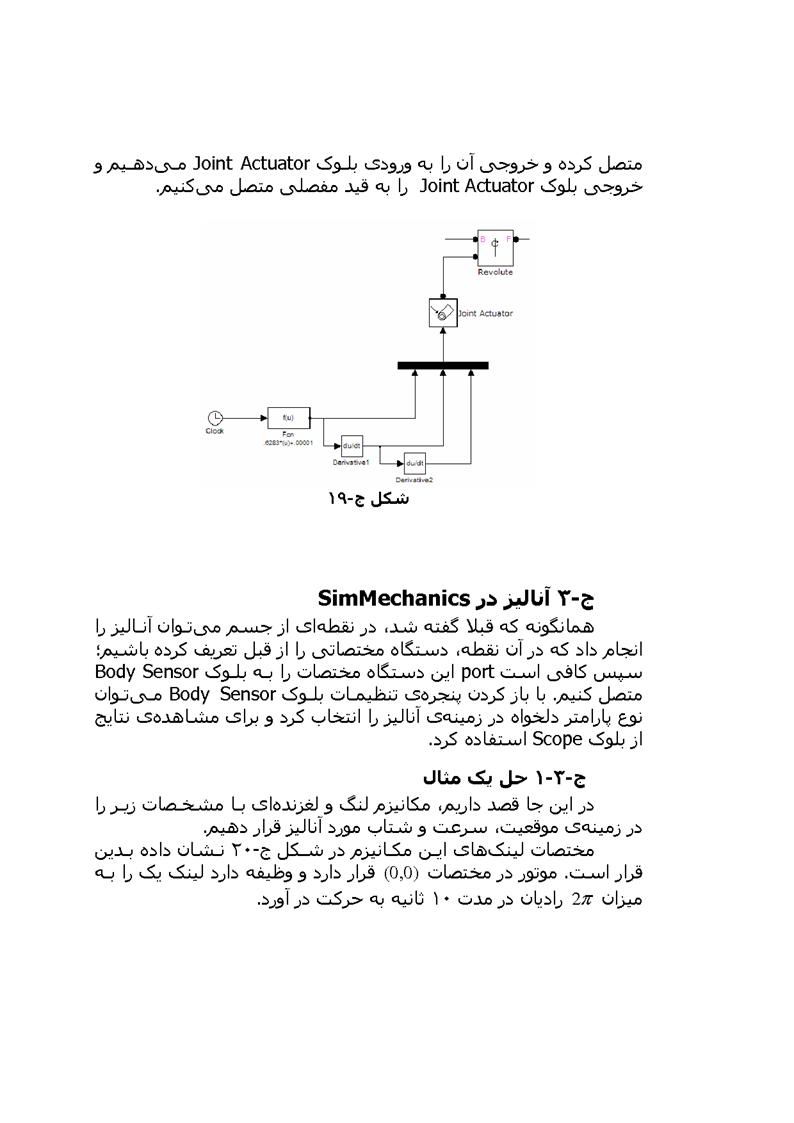 متصل کرده و خروجی آن را به ورودی بلوک Joint Actuator می‌دهیم و
خروجی بلوک Joint Actuator را به قید مفصلی متصل می‌کنیم.
B F
Revolute
Joint Actuator
f(u)
Clock
Fcn
.6283*(u)+.00001
du/dt
Derivative1
du/dt
Derivative2
شکل ج-۱۹
ج-۳ آنالیز در SimMechanics
همانگونه که قبلا گفته شد، در نقطه‌ای از جسم می‌توان آنالیز را
انجام داد که در آن نقطه، دستگاه مختصاتی را از قبل تعریف کرده باشیم؛
سپس کافی است port این دستگاه مختصات را به بلوک Body Sensor
متصل کنیم. با باز کردن پنجره‌ی تنظیمات بلوک Body Sensor می‌توان
نوع پارامتر دلخواه در زمینه‌ی آنالیز را انتخاب کرد و برای مشاهده‌ی نتایج
از بلوک Scope استفاده کرد.
ج-۳-۱ حل یک مثال
در این جا قصد داریم، مکانیزم لنگ و لغزنده‌ای با مشخصات زیر را
در زمینه‌ی موقعیت، سرعت و شتاب مورد آنالیز قرار دهیم.
مختصات لینک‌های این مکانیزم در شکل ج-۲۰ نشان داده بدین
قرار است. موتور در مختصات (0,0) قرار دارد و وظیفه دارد لینک یک را به
میزان 2π رادیان در مدت ۱۰ ثانیه به حرکت در آورد.